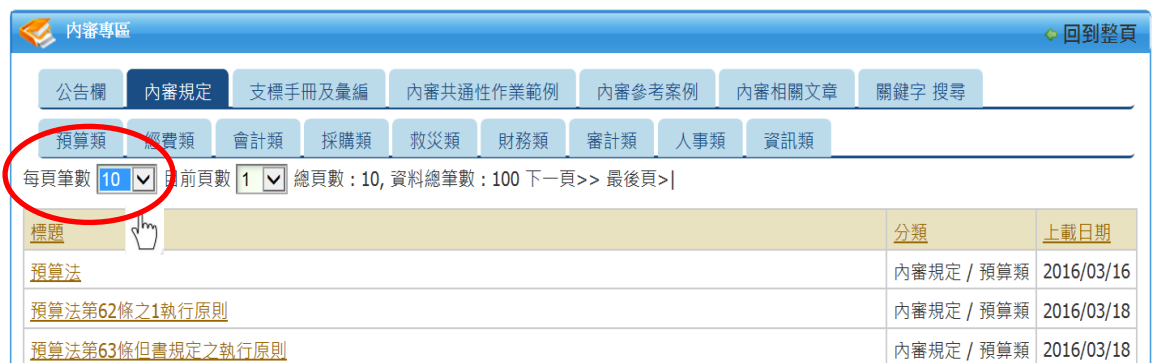 內審專區 回到整頁
公告欄 內審規定 支標手冊及彙編 內審共通性作業範例 內審參考案例 內審相關文章 關鍵字 搜尋
預算類 經費類 會計類 採購類 救災類 財務類 審計類 人事類 資訊類
每頁筆數 10 目前頁數 1 總頁數：10, 資料總筆數：100 下一頁>> 最後頁>|
標題 分類 上載日期
預算法 內審規定 / 預算類 2016/03/16
預算法第62條之1執行原則 內審規定 / 預算類 2016/03/18
預算法第63條但書規定之執行原則 內審規定 / 預算類 2016/03/18